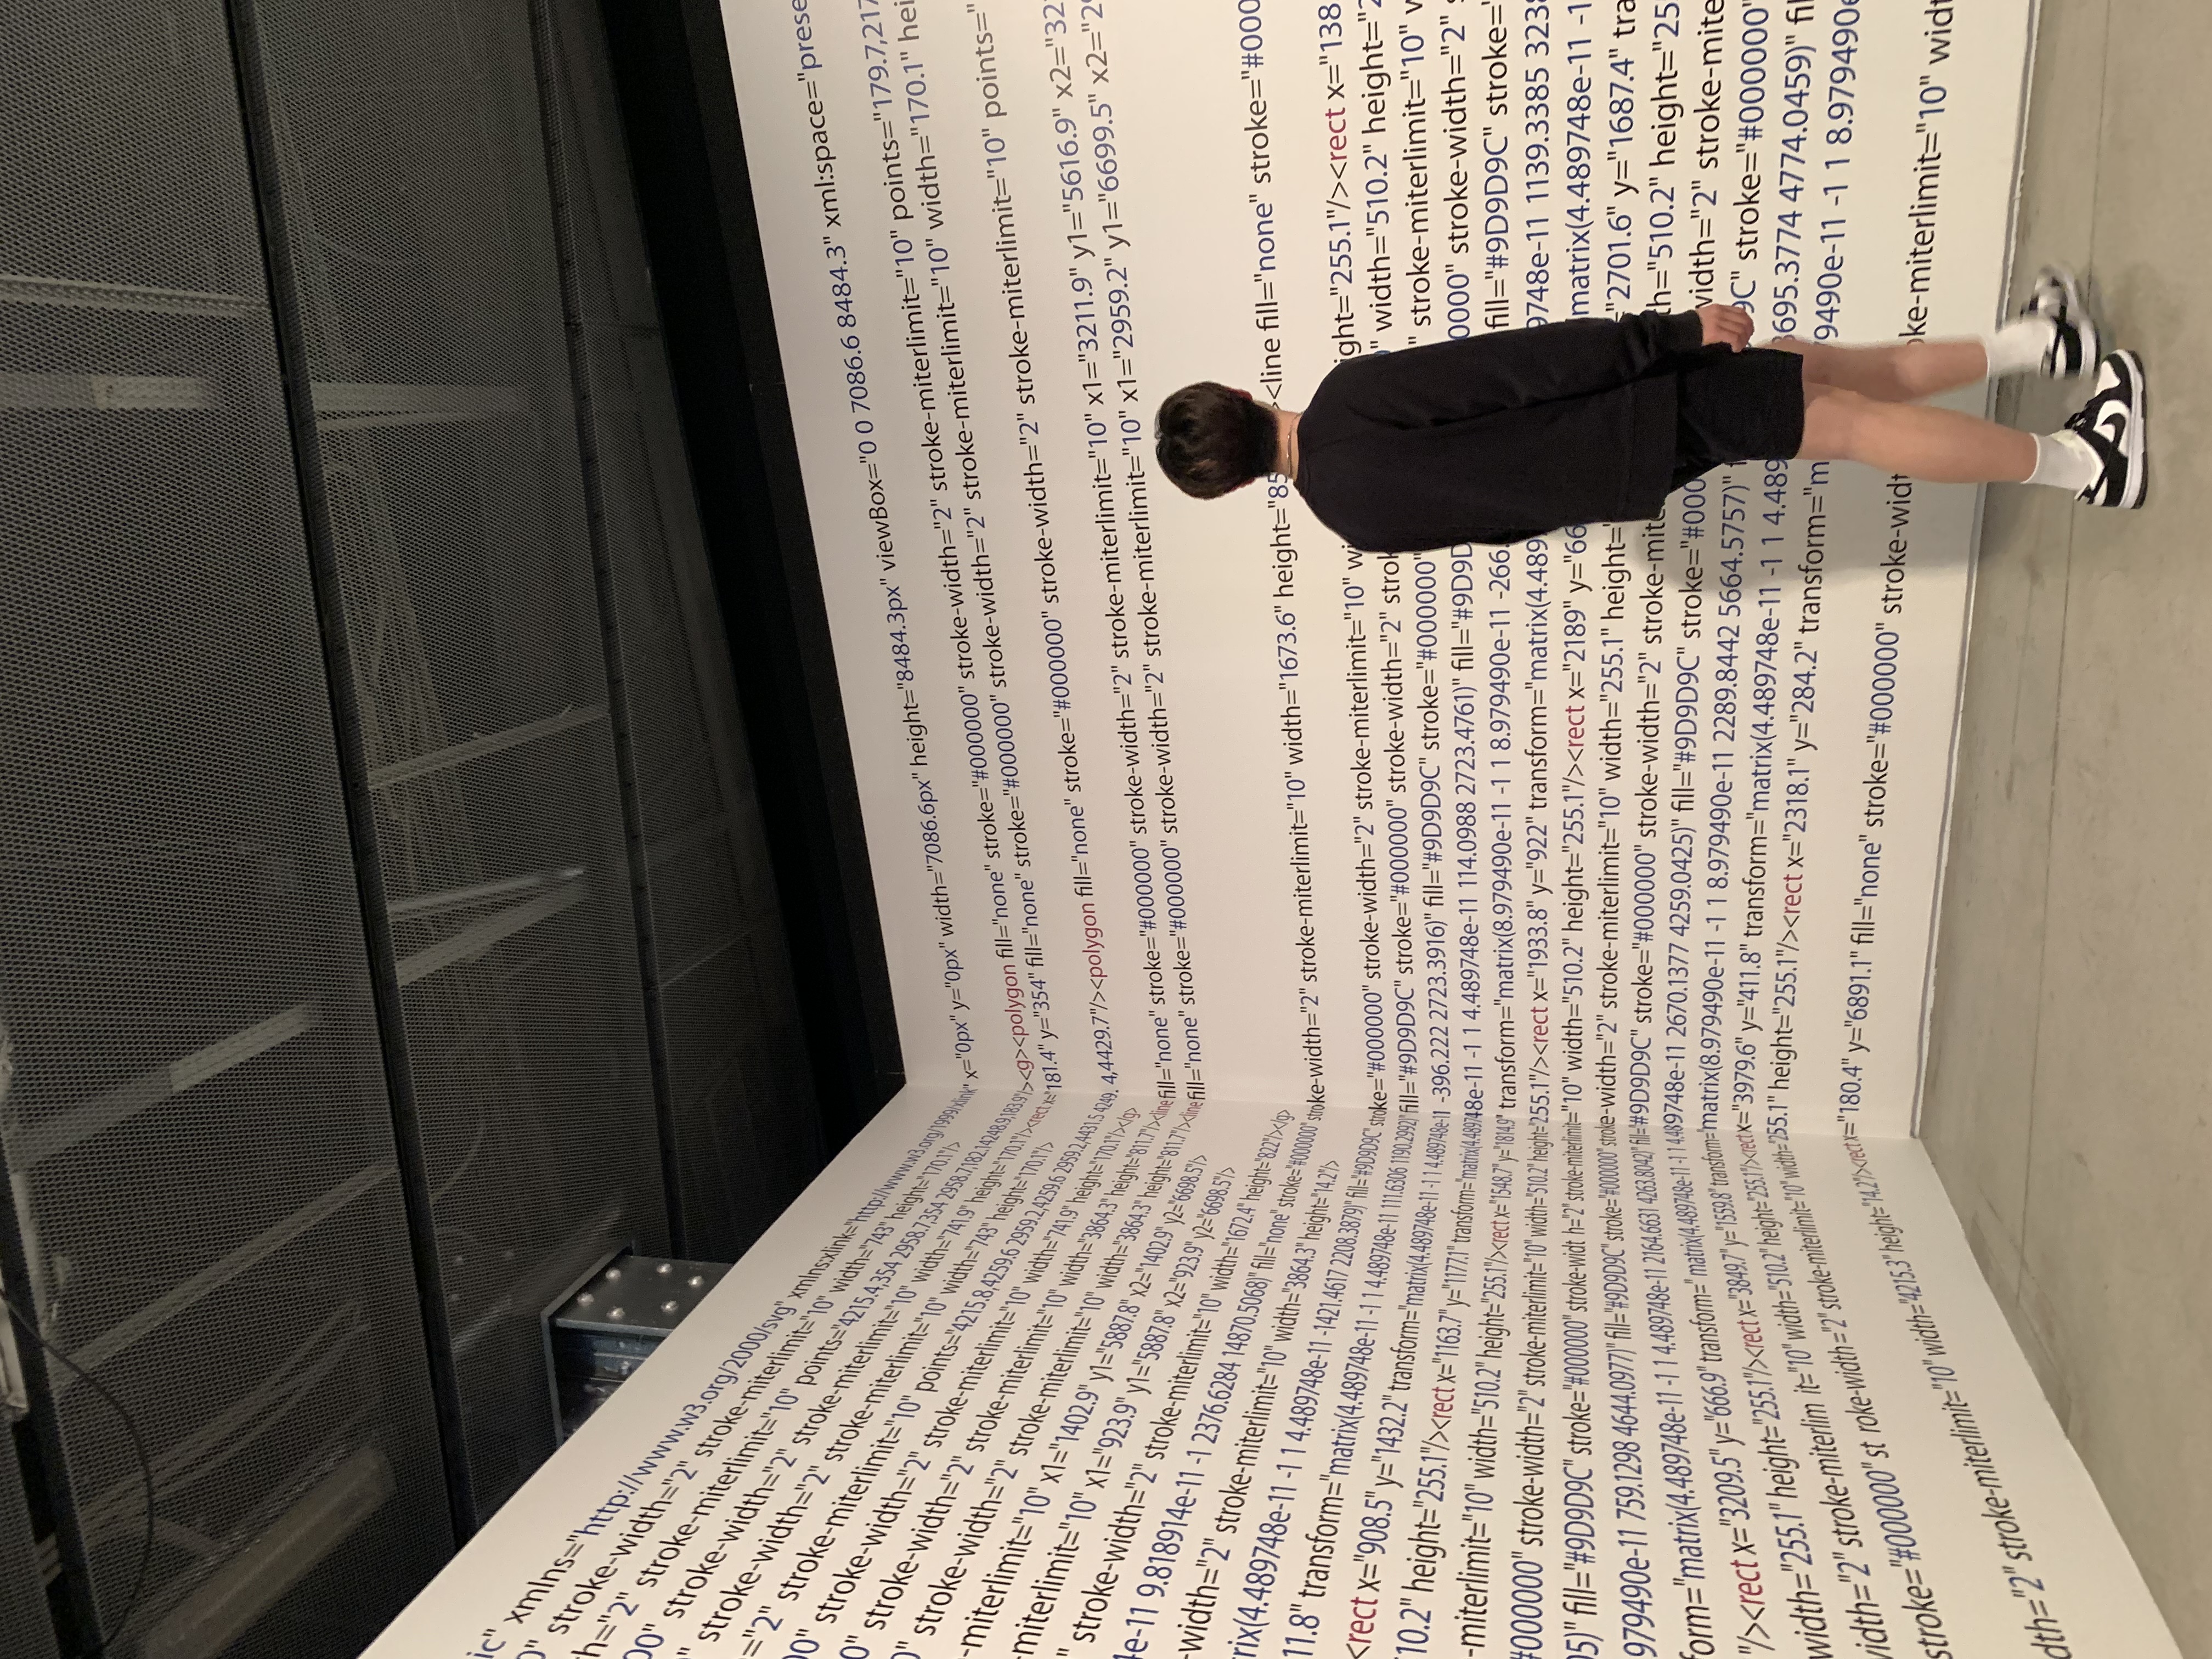 ic" xmlns="http://www.w3.org/2000/svg" xmlns:xlink="http://www.w3.org/1999/xlink" x="0px" y="0px" width="7086.6px" height="8484.3px" viewBox="0 0 7086.6 8484.3" xml:space="prese
0" stroke-width="2" stroke-miterlimit="10" width="743" height="170.1"/>
th="2" stroke-miterlimit="10" points="4215.4,354 2958.7,354 2958.7,182.1 4248.9,183.9"/><g><polygon fill="none" stroke="#000000" stroke-width="2" stroke-miterlimit="10" points="179.7,217
00" stroke-width="2" stroke-miterlimit="10" width="741.9" height="170.1"/><rect x="181.4" y="354" fill="none" stroke="#000000" stroke-width="2" stroke-miterlimit="10" width="170.1" hei
" stroke-width="2" stroke-miterlimit="10" width="743" height="170.1"/>
="2" stroke-miterlimit="10" points="4215.8,4259.6 2959.2,4259.6 2959.2,4431.5 4249. 4,4429.7"/><polygon fill="none" stroke="#000000" stroke-width="2" stroke-miterlimit="10" points="
00" stroke-width="2" stroke-miterlimit="10" width="741.9" height="170.1"/></g>
0" stroke-width="2" stroke-miterlimit="10" width="3864.3" height="811.7"/><line fill="none" stroke="#000000" stroke-width="2" stroke-miterlimit="10" x1="3211.9" y1="5616.9" x2="32
0" stroke-width="2" stroke-miterlimit="10" width="3864.3" height="811.7"/><line fill="none" stroke="#000000" stroke-width="2" stroke-miterlimit="10" x1="2959.2" y1="6699.5" x2="29
-miterlimit="10" x1="1402.9" y1="5887.8" x2="1402.9" y2="6698.5"/>
-miterlimit="10" x1="923.9" y1="5887.8" x2="923.9" y2="6698.5"/>
" stroke-width="2" stroke-miterlimit="10" width="1672.4" height="822"/></g>
4e-11 9.818914e-11 -1 2376.6284 14870.5068)" fill="none" stroke="#000000" stroke-width="2" stroke-miterlimit="10" width="1673.6" height="85 ><line fill="none" stroke="#000
-width="2" stroke-miterlimit="10" width="3864.3" height="14.2"/>
rix(4.489748e-11 -1 1 4.489748e-11 -1421.4617 2208.3879)" fill="#9D9D9C" stroke="#000000" stroke-width="2" stroke-miterlimit="10" wi ight="255.1"/><rect x="138
11.8" transform="matrix(4.489748e-11 -1 1 4.489748e-11 111.6306 1190.2992)" fill="#9D9D9C" stroke="#000000" stroke-width="2" strok " width="510.2" height="2
<rect x="908.5" y="1432.2" transform="matrix(4.489748e-11 -1 1 4.489748e-11 -396.222 2723.3916)" fill="#9D9D9C" stroke="#000000" " stroke-miterlimit="10" w
10.2" height="255.1"/><rect x="1163.7" y="1177.1" transform="matrix(4.489748e-11 -1 1 4.489748e-11 114.0988 2723.4761)" fill="#9D9D 0000" stroke-width="2" s
-miterlimit="10" width="510.2" height="255.1"/><rect x="1548.7" y="1814.9" transform="matrix(8.979490e-11 -1 1 8.979490e-11 -266. fill="#9D9D9C" stroke="
#000000" stroke-width="2" stroke-miterlimit="10" width="510.2" height="255.1"/><rect x="1933.8" y="922" transform="matrix(4.489 9748e-11 1139.3385 3238
05)" fill="#9D9D9C" stroke="#000000" stroke-widt h="2" stroke-miterlimit="10" width="510.2" height="255.1"/><rect x="2189" y="66 matrix(4.489748e-11 -1
979490e-11 759.1298 4644.0977)" fill="#9D9D9C" stroke="#000000" stroke-width="2" stroke-miterlimit="10" width="255.1" height= "2701.6" y="1687.4" tra
form="matrix(4.489748e-11 -1 1 4.489748e-11 2164.6631 4263.8042)" fill="#9D9D9C" stroke="#000000" stroke-width="2" stroke-mite th="510.2" height="25
"/><rect x="3209.5" y="666.9" transform=" matrix(4.489748e-11 -1 1 4.489748e-11 2670.1377 4259.0425)" fill="#9D9D9C" stroke="#000 width="2" stroke-mite
width="255.1" height="255.1"/><rect x="3849.7" y="1559.8" transform="matrix(8.979490e-11 -1 1 8.979490e-11 2289.8442 5664.5757)" f 9C" stroke="#000000"
width="2" stroke-miterlim it="10" width="510.2" height="255.1"/><rect x="3979.6" y="411.8" transform="matrix(4.489748e-11 -1 1 4.489 3695.3774 4774.0459)" fil
stroke="#000000" st roke-width="2" stroke-miterlimit="10" width="255.1" height="255.1"/><rect x="2318.1" y="284.2" transform="m 79490e-11 -1 1 8.979490e
dth="2" stroke-miterlimit="10" width="4215.3" height="14.2"/><rect x="180.4" y="6891.1" fill="none" stroke="#000000" stroke-widt oke-miterlimit="10" widt